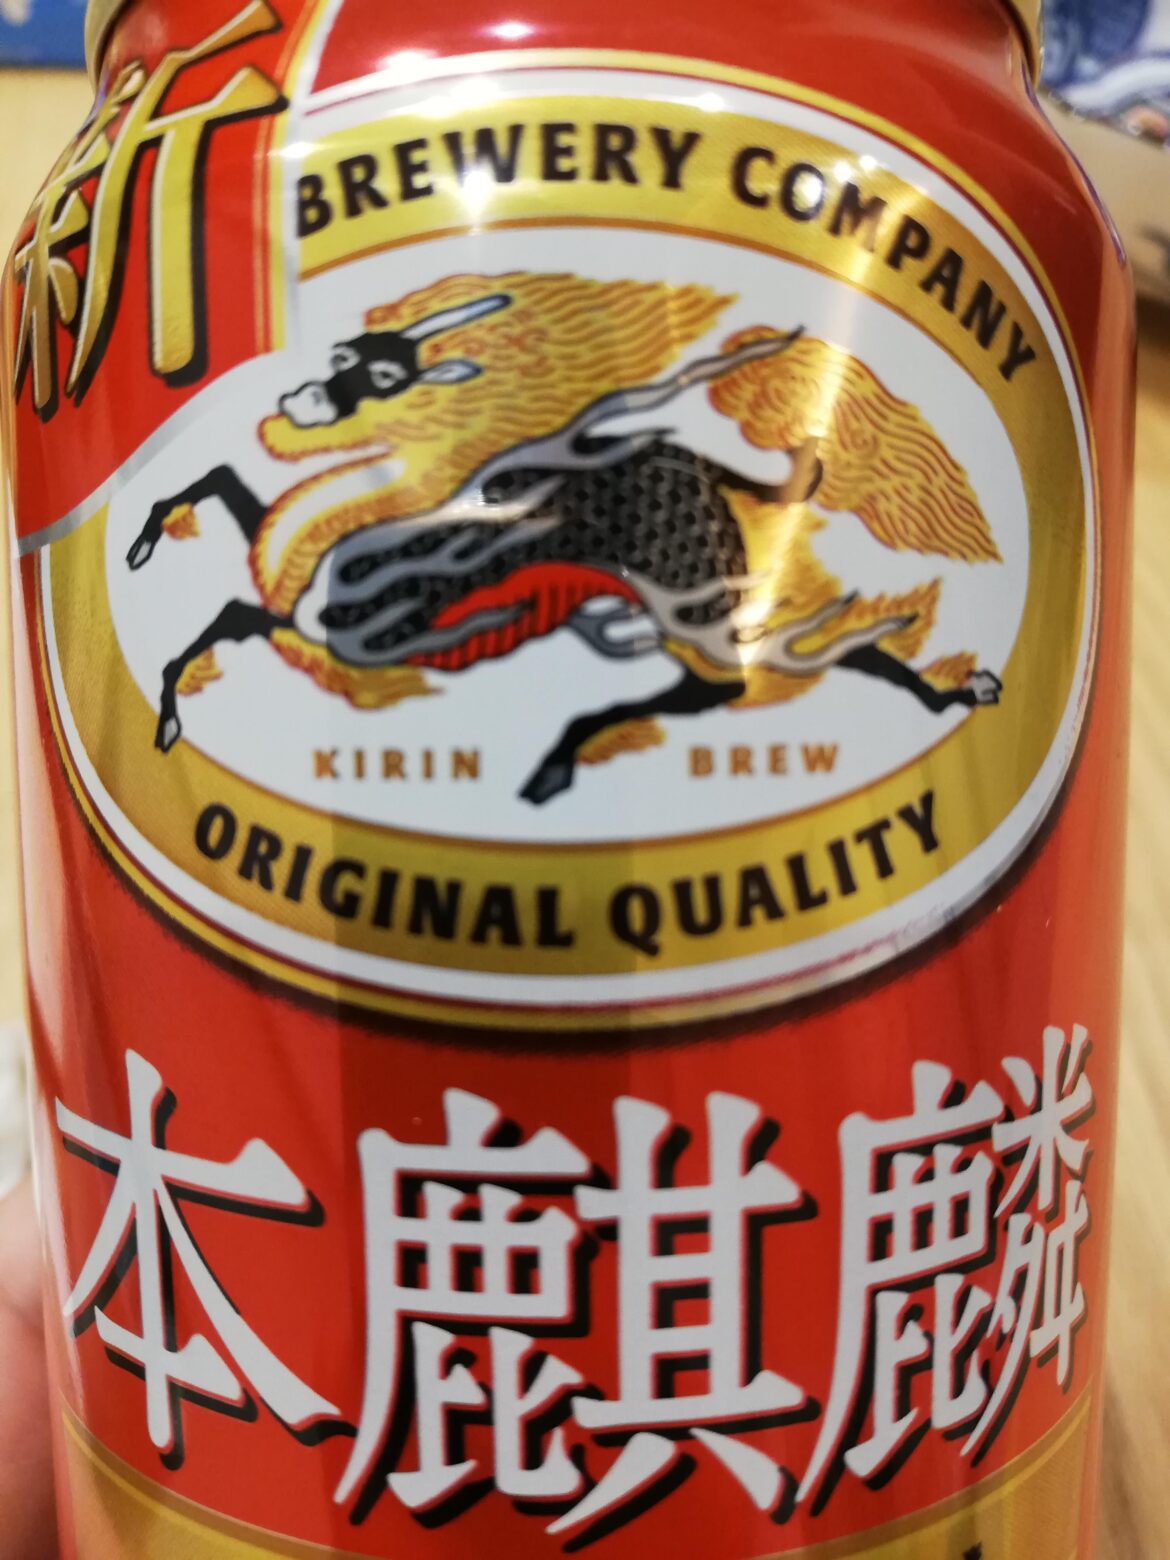 新
BREWERY COMPANY
KIRIN BREW
ORIGINAL QUALITY
本麒麟